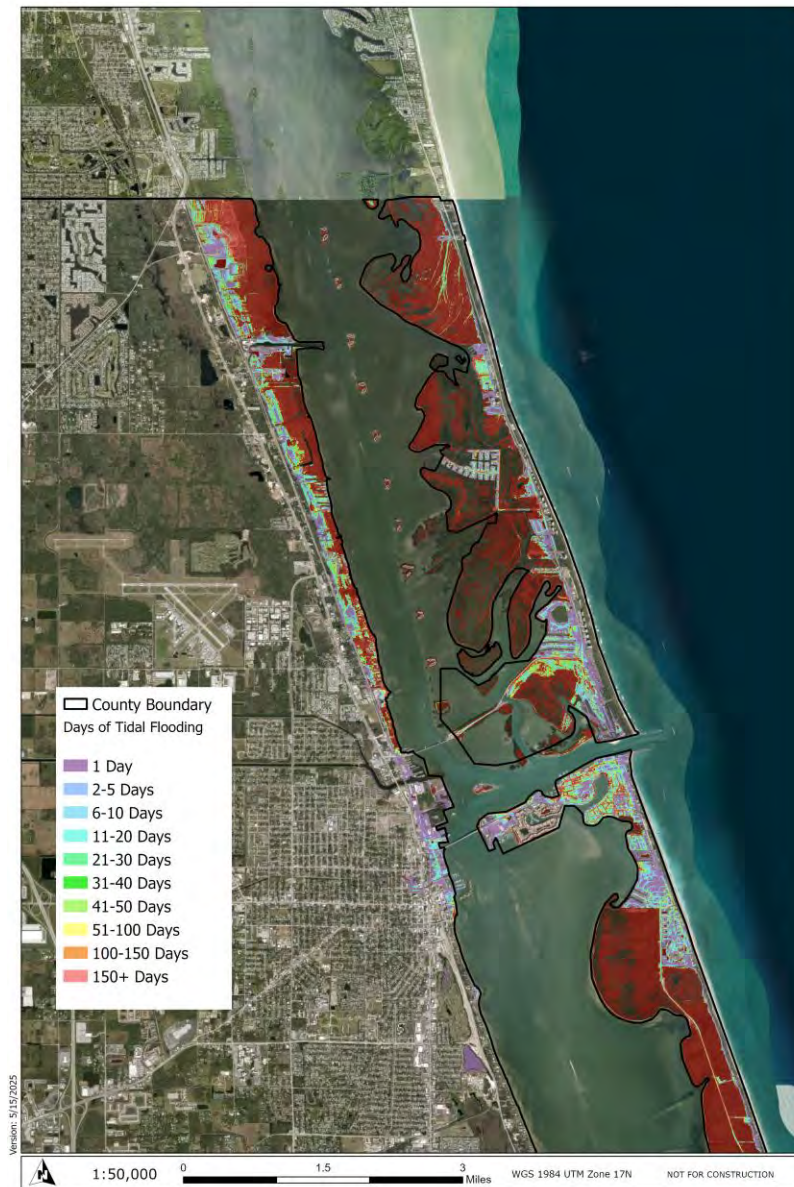 County Boundary
Days of Tidal Flooding
1 Day
2-5 Days
6-10 Days
11-20 Days
21-30 Days
31-40 Days
41-50 Days
51-100 Days
100-150 Days
150+ Days
Version: 5/15/2025
N
1:50,000
0 1.5 3
Miles
WGS 1984 UTM Zone 17N
NOT FOR CONSTRUCTION